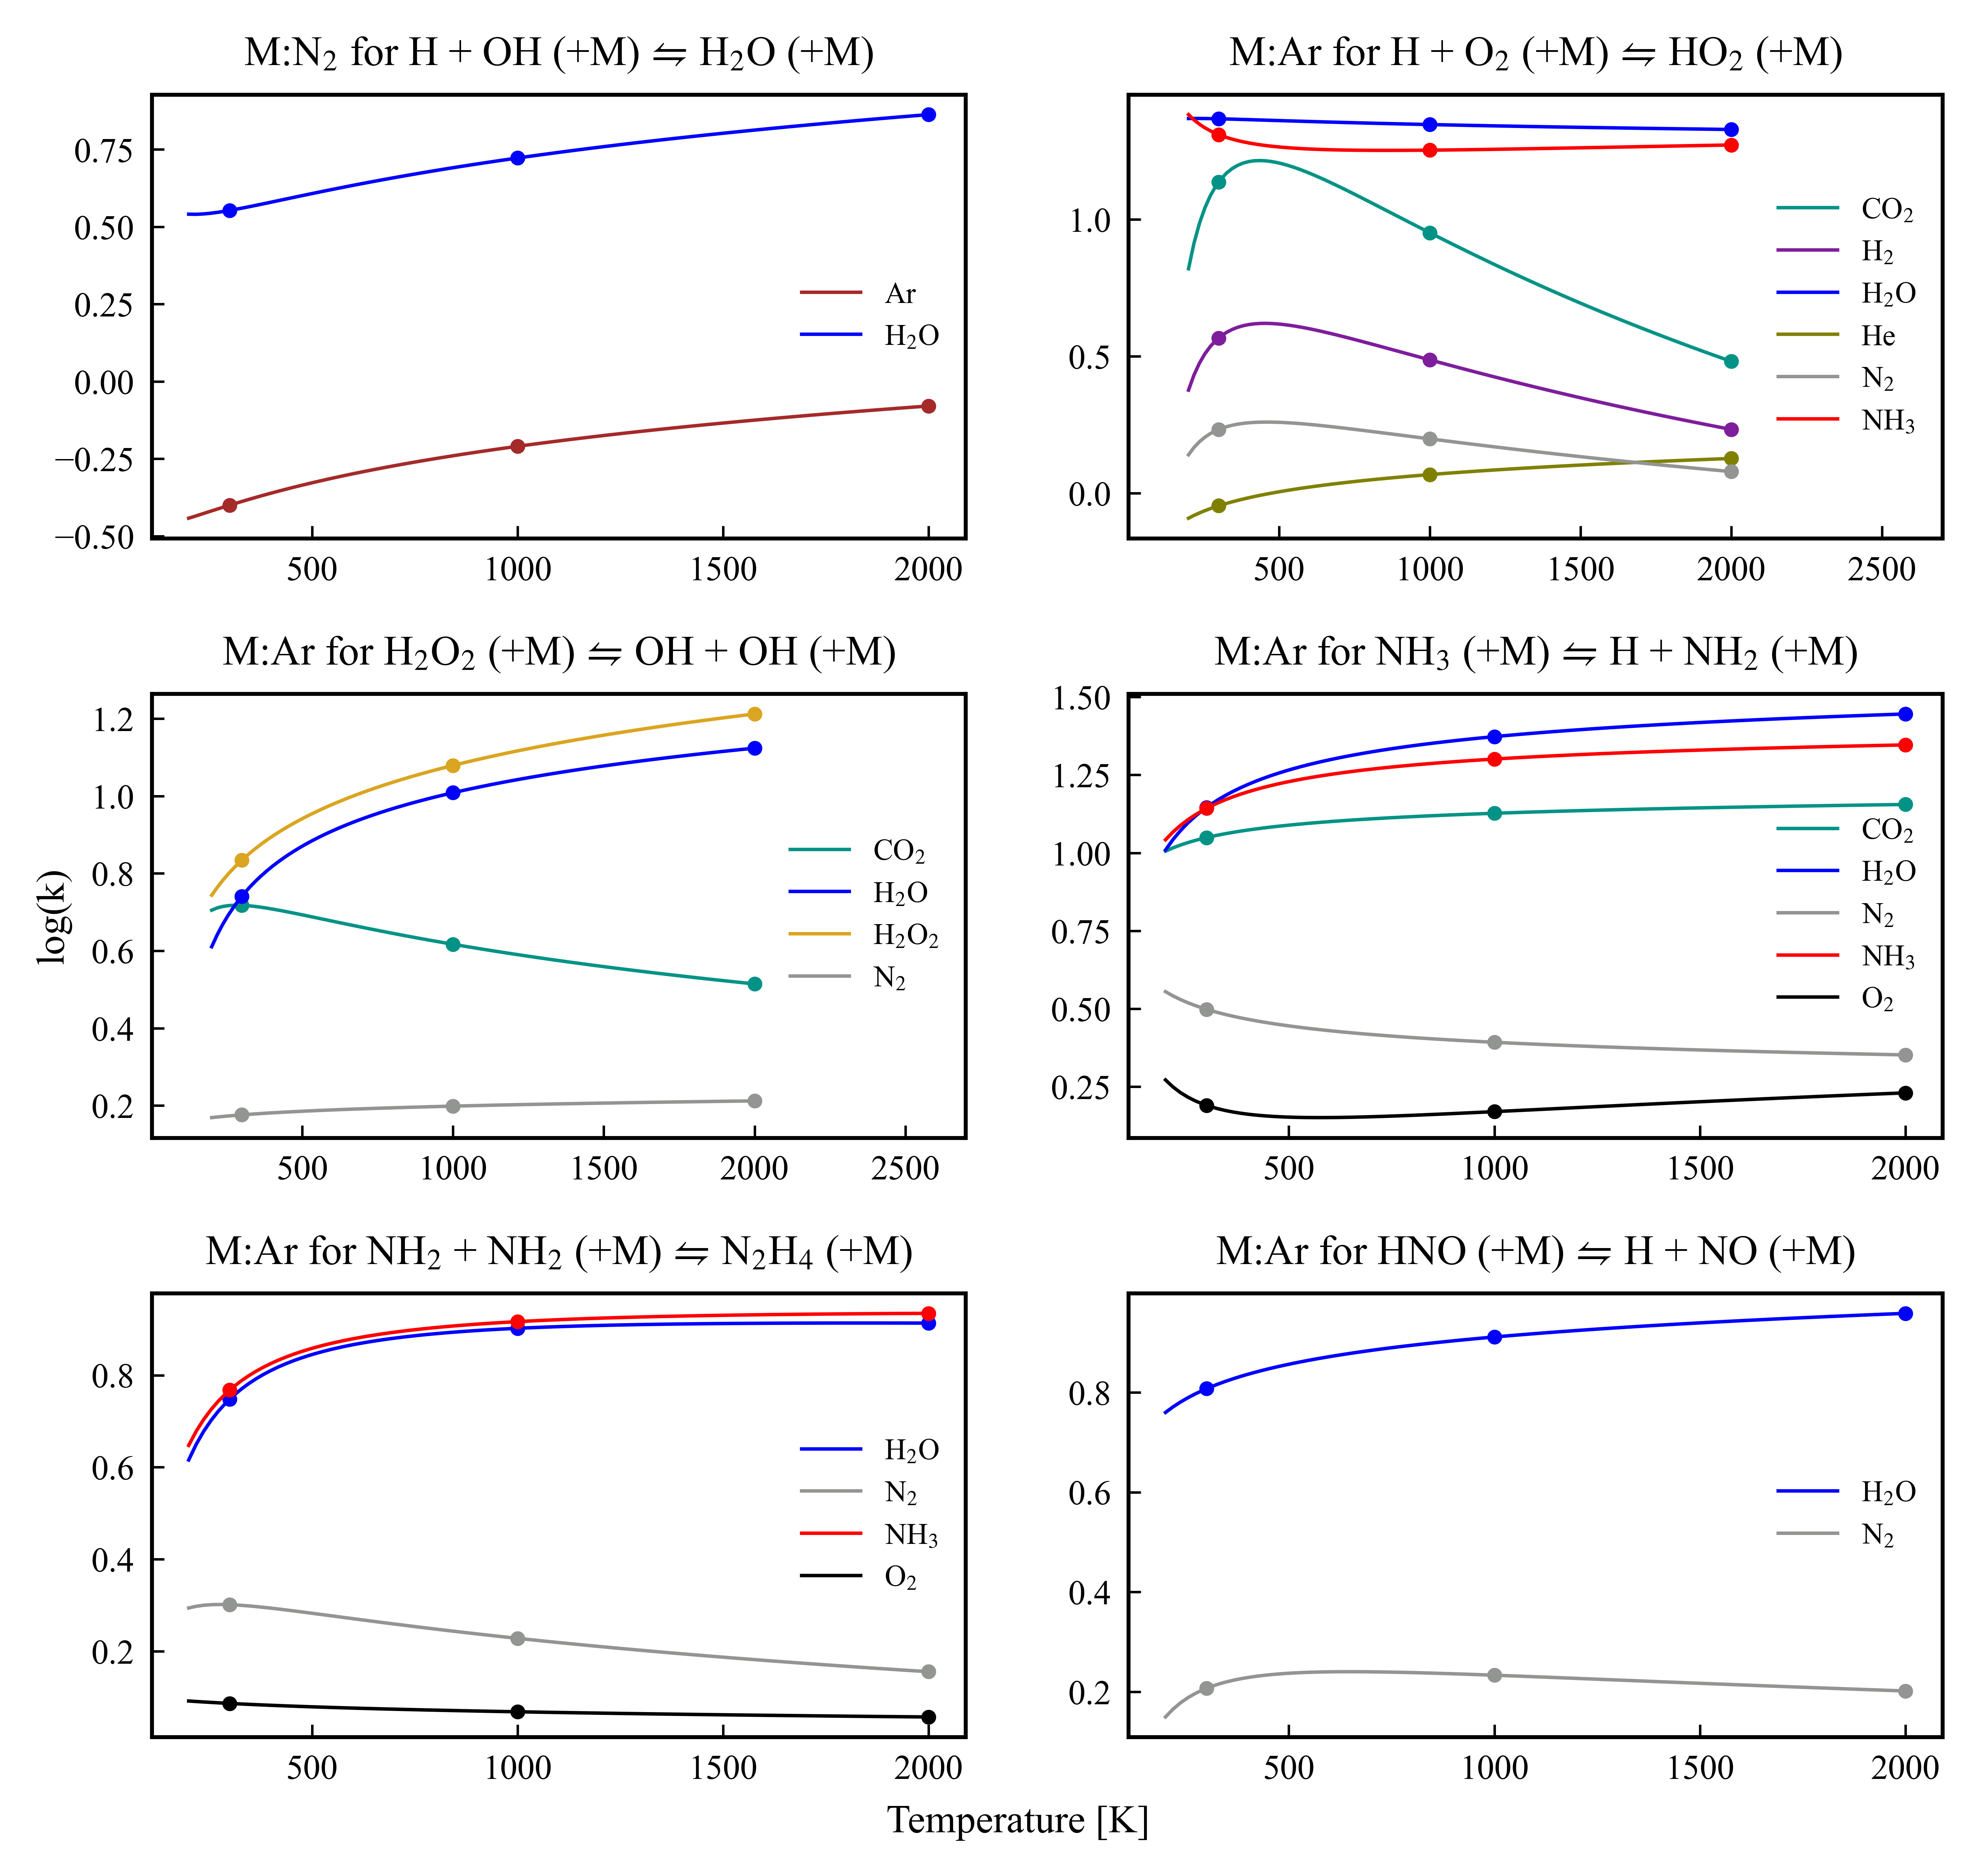 M:N₂ for H + OH (+M) ⇋ H₂O (+M)
0.75
0.50
0.25
0.00
−0.25
−0.50
500 1000 1500 2000
Ar
H₂O
M:Ar for H + O₂ (+M) ⇋ HO₂ (+M)
1.0
0.5
0.0
500 1000 1500 2000 2500
CO₂
H₂
H₂O
He
N₂
NH₃
M:Ar for H₂O₂ (+M) ⇋ OH + OH (+M)
log(k)
1.2
1.0
0.8
0.6
0.4
0.2
500 1000 1500 2000 2500
CO₂
H₂O
H₂O₂
N₂
M:Ar for NH₃ (+M) ⇋ H + NH₂ (+M)
1.50
1.25
1.00
0.75
0.50
0.25
500 1000 1500 2000
CO₂
H₂O
N₂
NH₃
O₂
M:Ar for NH₂ + NH₂ (+M) ⇋ N₂H₄ (+M)
0.8
0.6
0.4
0.2
500 1000 1500 2000
H₂O
N₂
NH₃
O₂
M:Ar for HNO (+M) ⇋ H + NO (+M)
0.8
0.6
0.4
0.2
500 1000 1500 2000
H₂O
N₂
Temperature [K]